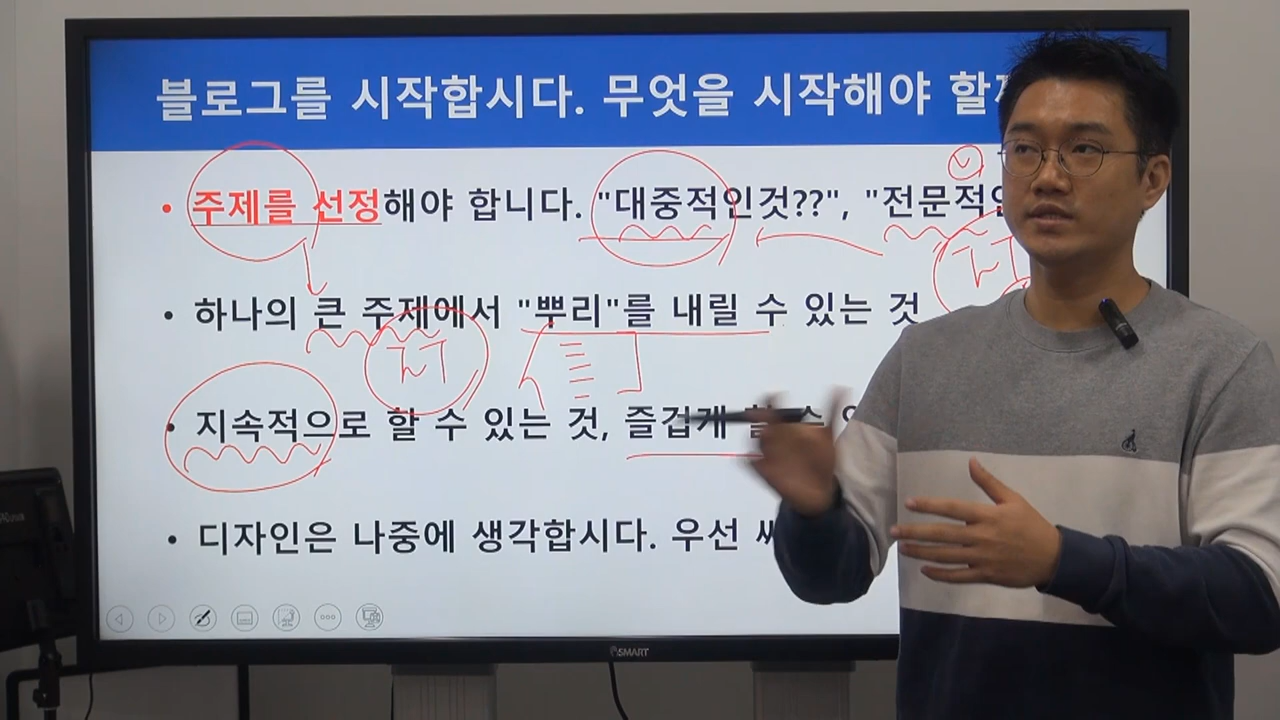 블로그를 시작합시다. 무엇을 시작해야
주제를 선정해야 합니다. "대중적인것??", "전문적인
하나의 큰 주제에서 "뿌리"를 내릴 수 있는 것
지속적으로 할 수 있는 것, 즐겁게 할 수
디자인은 나중에 생각합시다. 우선
SMART